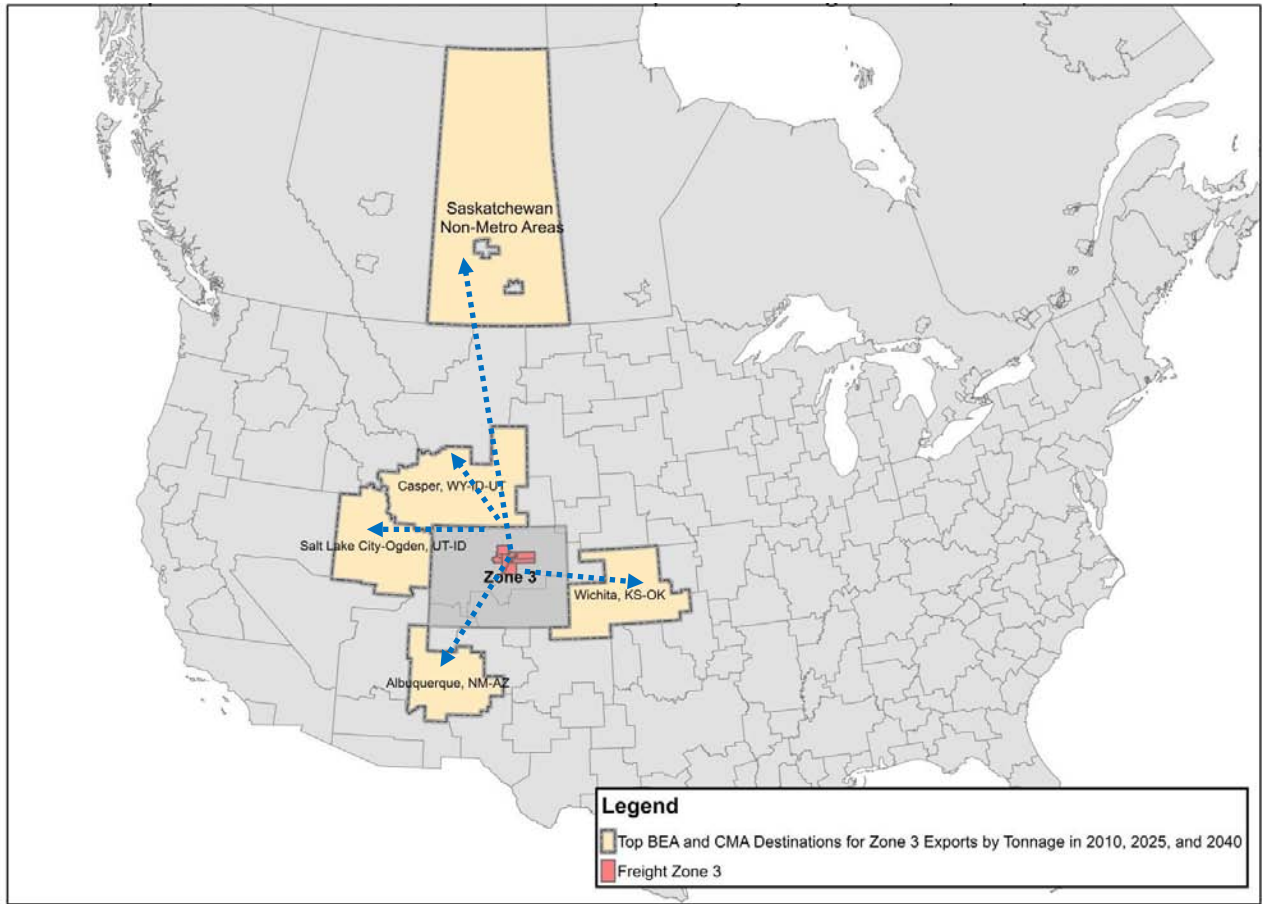 Saskatchewan
Non-Metro Areas
Casper, WY-ID-UT
Salt Lake City-Ogden, UT-ID
Zone 3
Wichita, KS-OK
Albuquerque, NM-AZ
Legend
Top BEA and CMA Destinations for Zone 3 Exports by Tonnage in 2010, 2025, and 2040
Freight Zone 3